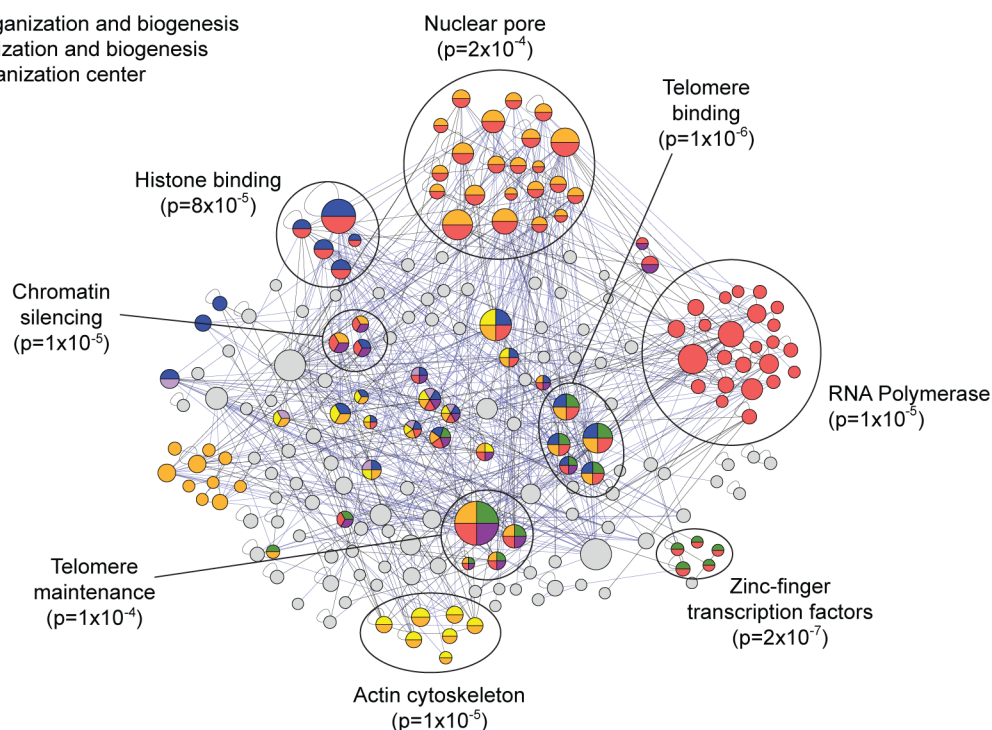 ganization and biogenesis
ization and biogenesis
anization center
Nuclear pore
(p=2x10⁻⁴)
Telomere
binding
(p=1x10⁻⁶)
Histone binding
(p=8x10⁻⁵)
Chromatin
silencing
(p=1x10⁻⁵)
RNA Polymerase
(p=1x10⁻⁵)
Telomere
maintenance
(p=1x10⁻⁴)
Zinc-finger
transcription factors
(p=2x10⁻⁷)
Actin cytoskeleton
(p=1x10⁻⁵)